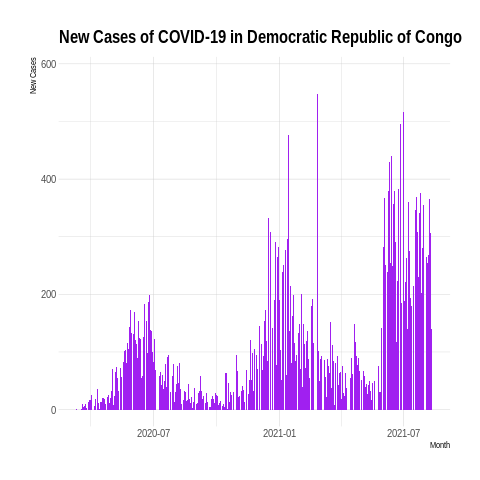 New Cases of COVID-19 in Democratic Republic of Congo
New Cases
600
400
200
0
2020-07
2021-01
2021-07
Month